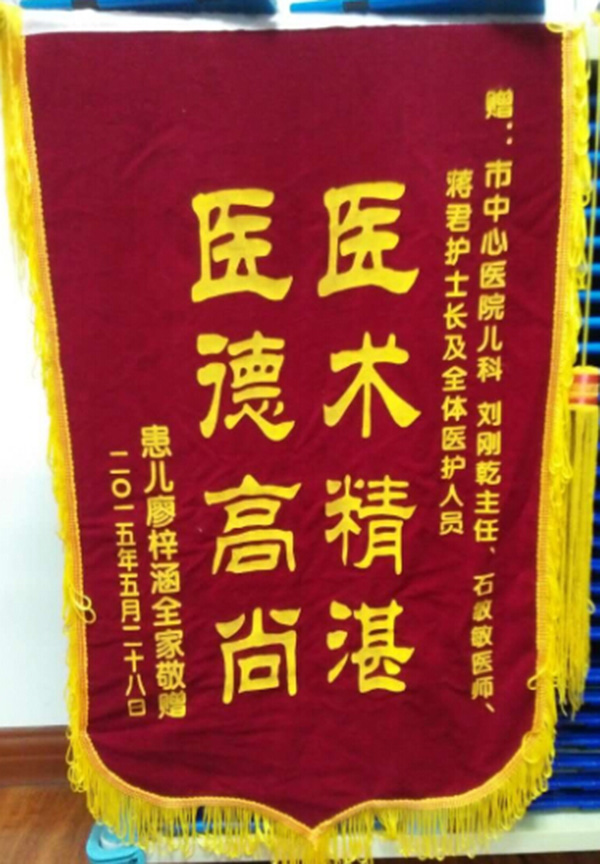 赠：市中心医院儿科 刘刚乾主任、石敏敏医师、
蒋君护士长及全体医护人员
医术精湛
医德高尚
患儿廖梓涵全家敬赠
二〇一五年五月二十八日